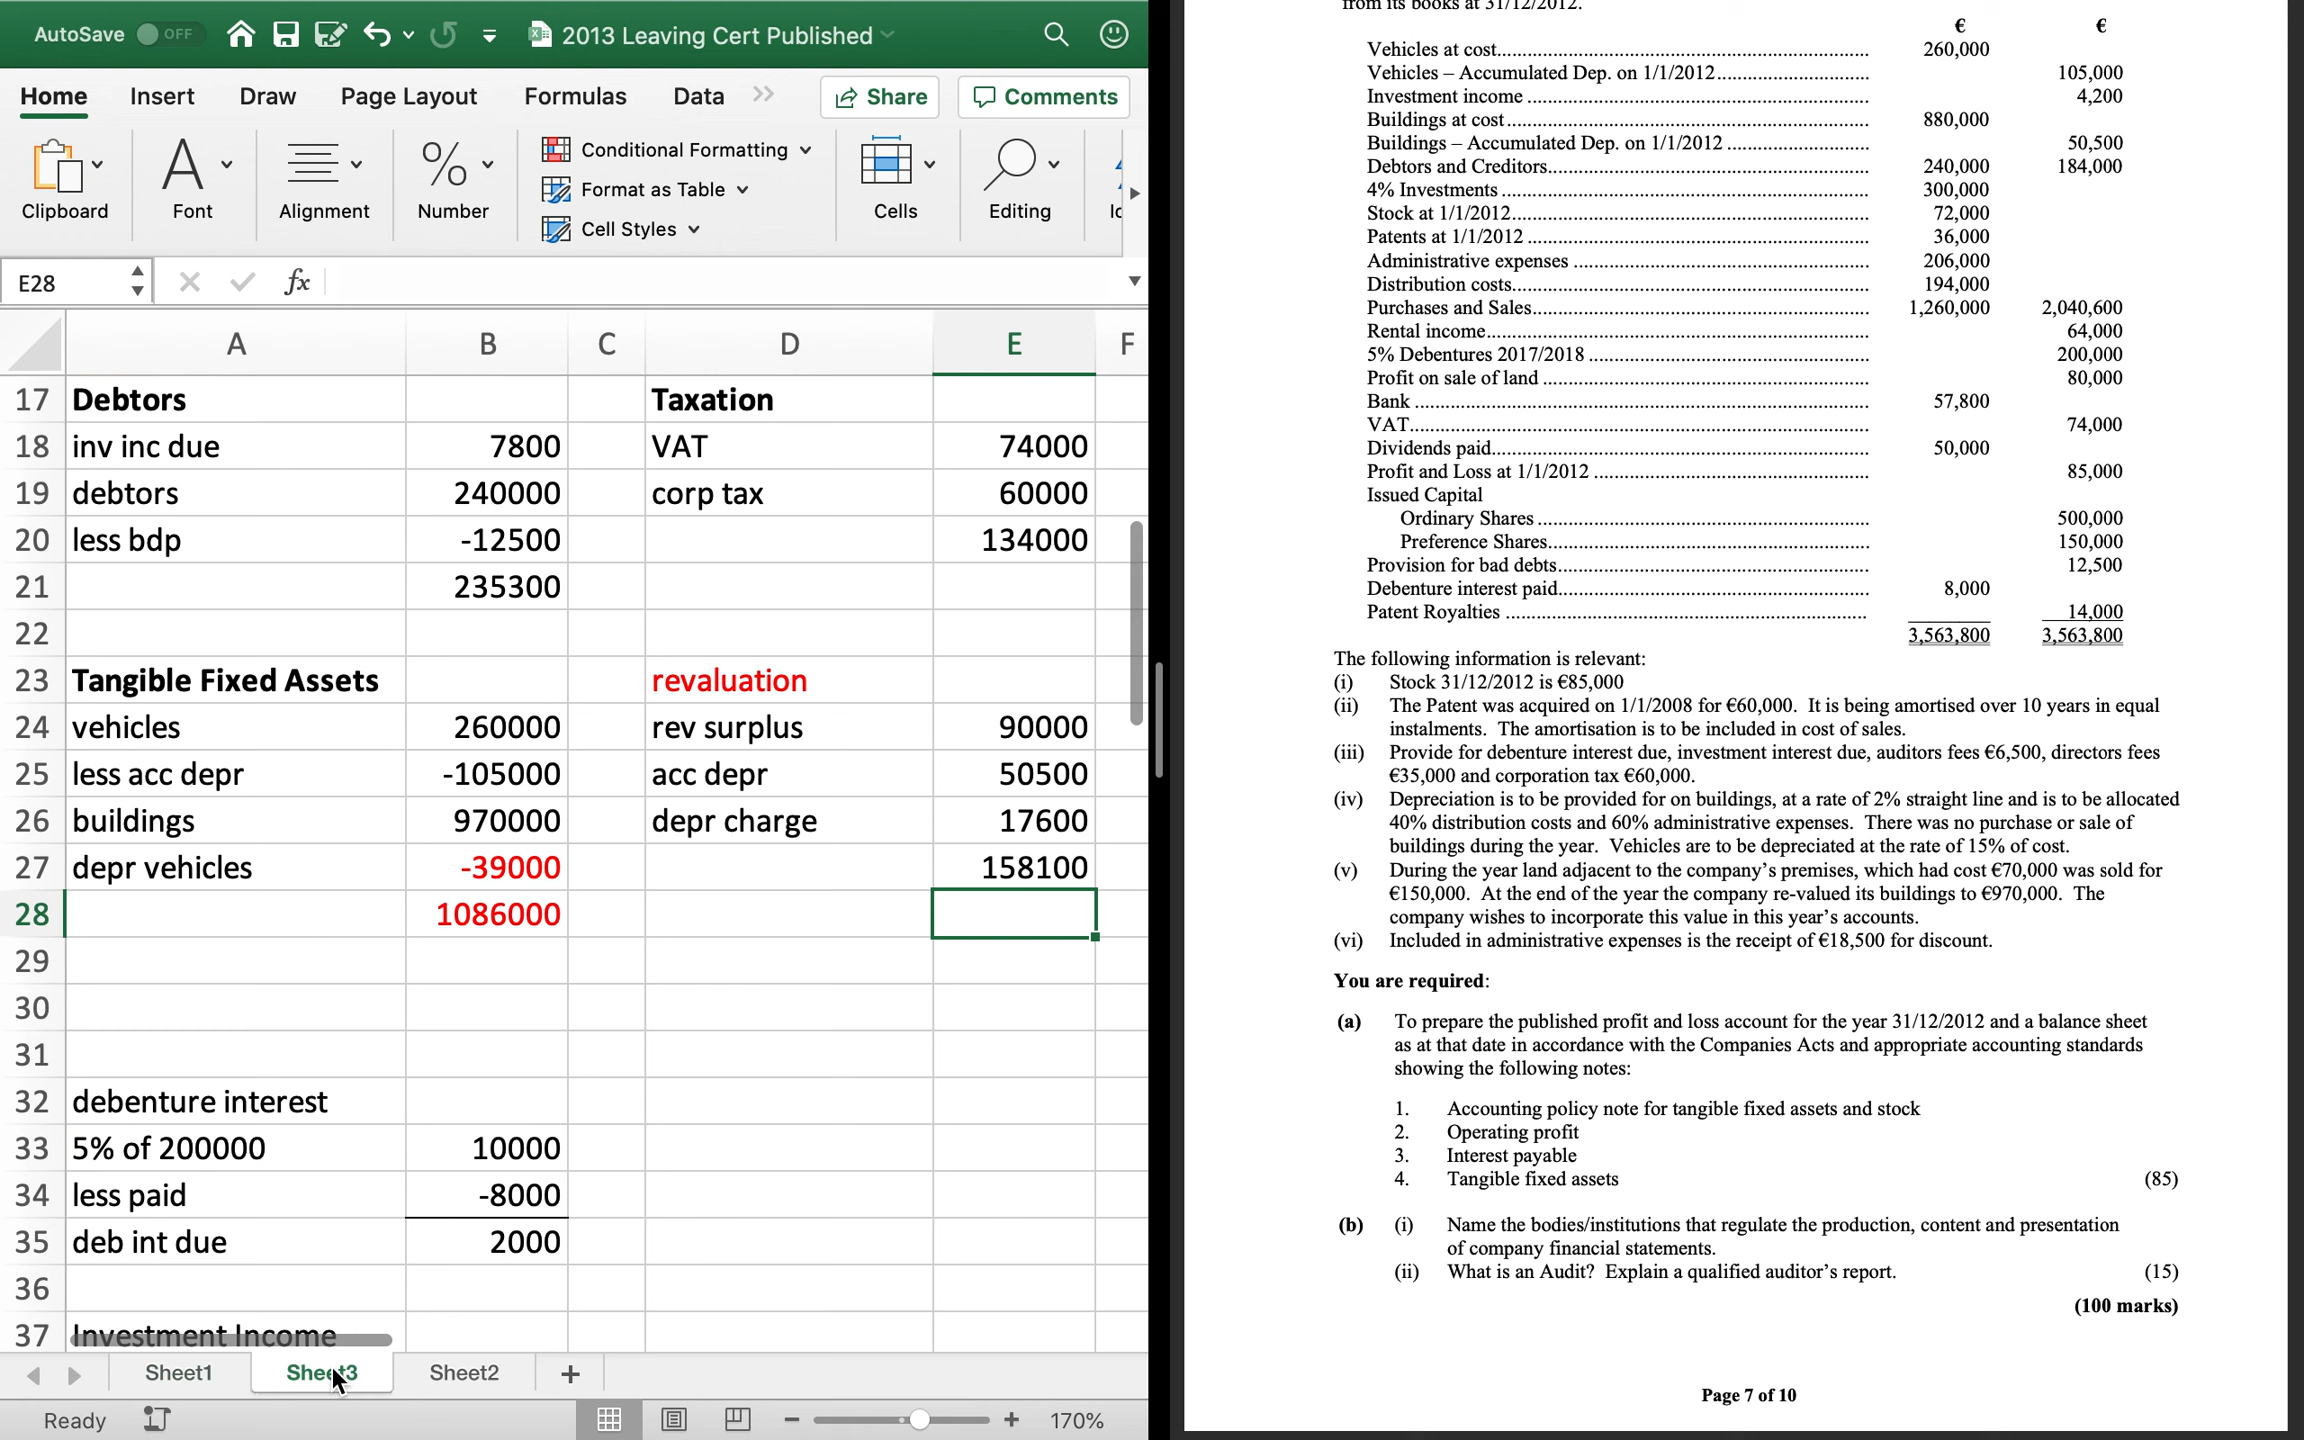 AutoSave OFF 2013 Leaving Cert Published
Home Insert Draw Page Layout Formulas Data Share Comments
Clipboard Font Alignment Number Conditional Formatting Format as Table Cell Styles Cells Editing
E28 fx
A B C D E F
17 Debtors Taxation
18 inv inc due 7800 VAT 74000
19 debtors 240000 corp tax 60000
20 less bdp -12500 134000
21 235300
22
23 Tangible Fixed Assets revaluation
24 vehicles 260000 rev surplus 90000
25 less acc depr -105000 acc depr 50500
26 buildings 970000 depr charge 17600
27 depr vehicles -39000 158100
28 1086000
29
30
31
32 debenture interest
33 5% of 200000 10000
34 less paid -8000
35 deb int due 2000
36
37 Investment Income
Sheet1 Sheet3 Sheet2 +
Ready 170%
from its books at 31/12/2012.
€ €
Vehicles at cost 260,000
Vehicles – Accumulated Dep. on 1/1/2012 105,000
Investment income 4,200
Buildings at cost 880,000
Buildings – Accumulated Dep. on 1/1/2012 50,500
Debtors and Creditors 240,000 184,000
4% Investments 300,000
Stock at 1/1/2012 72,000
Patents at 1/1/2012 36,000
Administrative expenses 206,000
Distribution costs 194,000
Purchases and Sales 1,260,000 2,040,600
Rental income 64,000
5% Debentures 2017/2018 200,000
Profit on sale of land 80,000
Bank 57,800
VAT 74,000
Dividends paid 50,000
Profit and Loss at 1/1/2012 85,000
Issued Capital
Ordinary Shares 500,000
Preference Shares 150,000
Provision for bad debts 12,500
Debenture interest paid 8,000
Patent Royalties 14,000
3,563,800 3,563,800
The following information is relevant:
(i) Stock 31/12/2012 is €85,000
(ii) The Patent was acquired on 1/1/2008 for €60,000. It is being amortised over 10 years in equal
instalments. The amortisation is to be included in cost of sales.
(iii) Provide for debenture interest due, investment interest due, auditors fees €6,500, directors fees
€35,000 and corporation tax €60,000.
(iv) Depreciation is to be provided for on buildings, at a rate of 2% straight line and is to be allocated
40% distribution costs and 60% administrative expenses. There was no purchase or sale of
buildings during the year. Vehicles are to be depreciated at the rate of 15% of cost.
(v) During the year land adjacent to the company’s premises, which had cost €70,000 was sold for
€150,000. At the end of the year the company re-valued its buildings to €970,000. The
company wishes to incorporate this value in this year’s accounts.
(vi) Included in administrative expenses is the receipt of €18,500 for discount.
You are required:
(a) To prepare the published profit and loss account for the year 31/12/2012 and a balance sheet
as at that date in accordance with the Companies Acts and appropriate accounting standards
showing the following notes:
1. Accounting policy note for tangible fixed assets and stock
2. Operating profit
3. Interest payable
4. Tangible fixed assets (85)
(b) (i) Name the bodies/institutions that regulate the production, content and presentation
of company financial statements.
(ii) What is an Audit? Explain a qualified auditor’s report. (15)
(100 marks)
Page 7 of 10